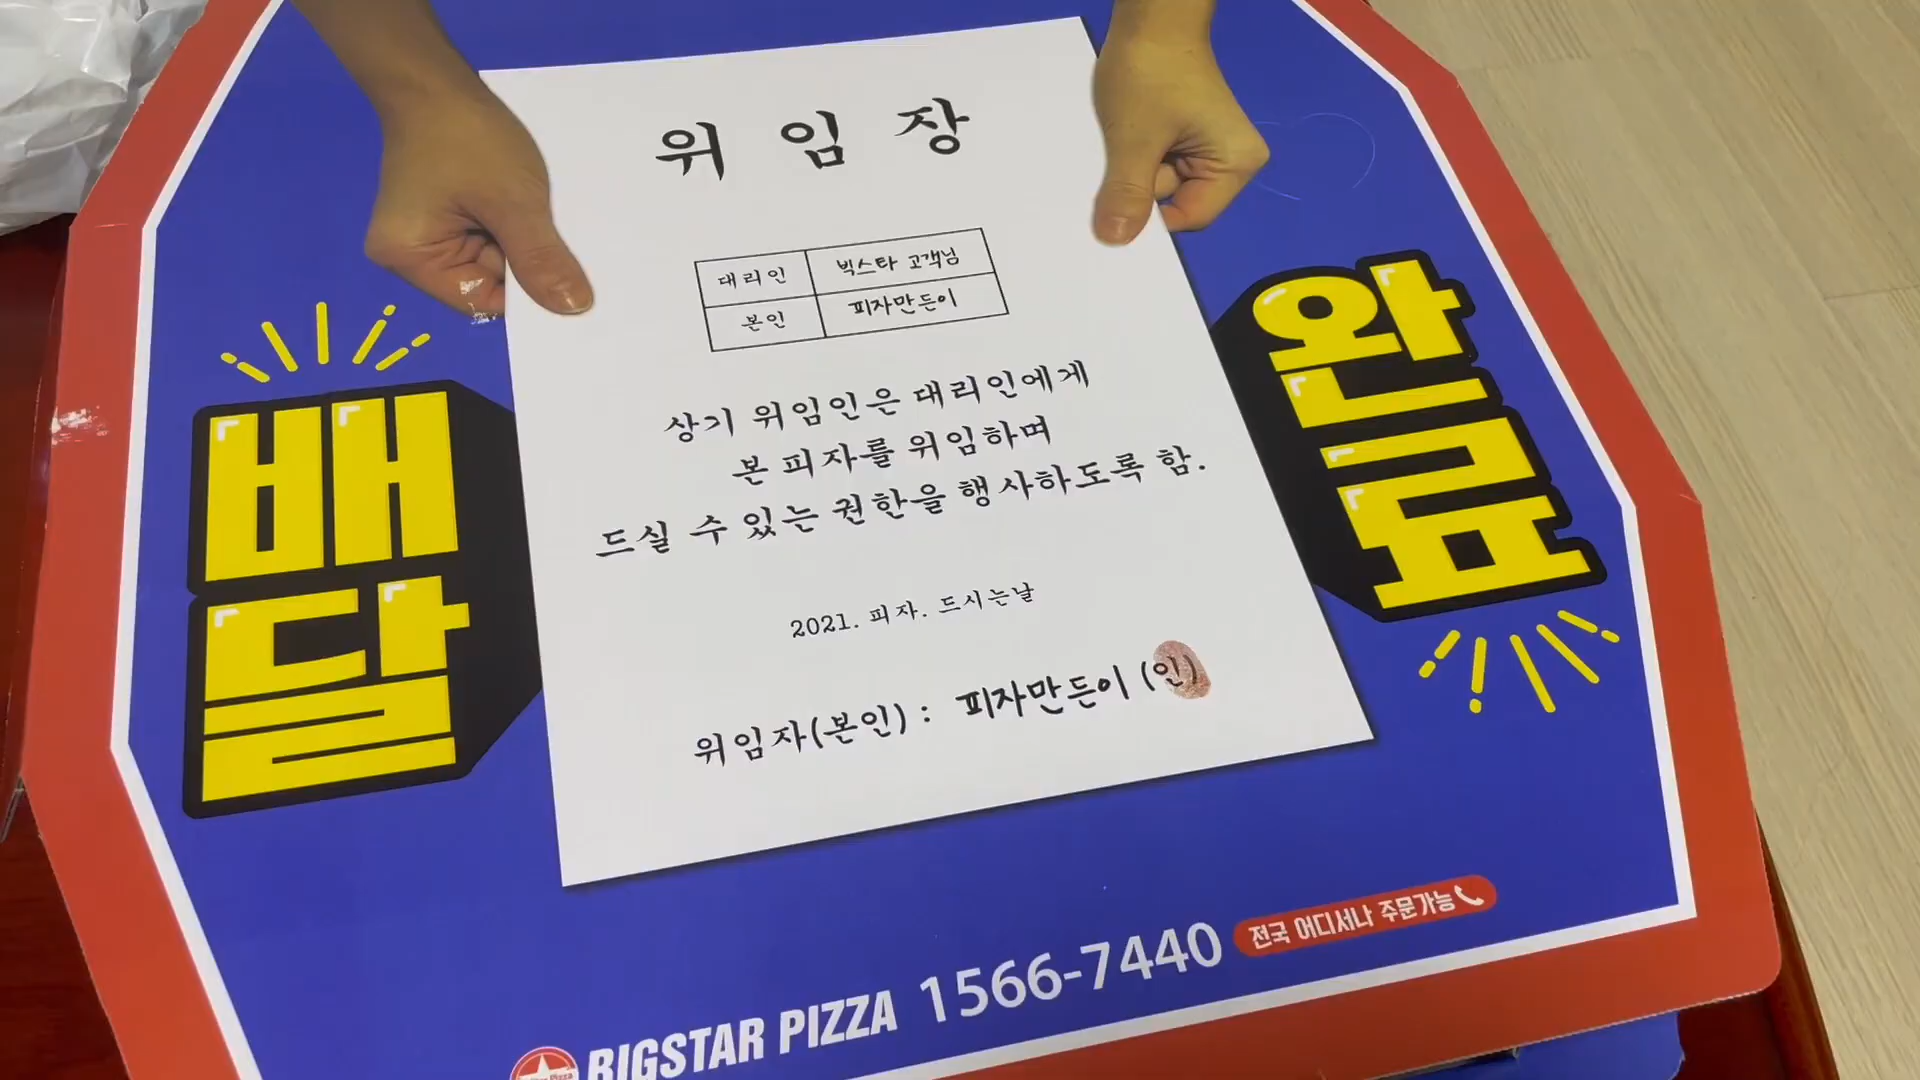 위 임 장
대리인 빅스타 고객님
본인 피자만든이
상기 위임인은 대리인에게
본 피자를 위임하며
드실 수 있는 권한을 행사하도록 함.
2021. 피자. 드시는날
위임자(본인) : 피자만든이 (인)
배달
완료
BIGSTAR PIZZA 1566-7440 전국 어디서나 주문가능